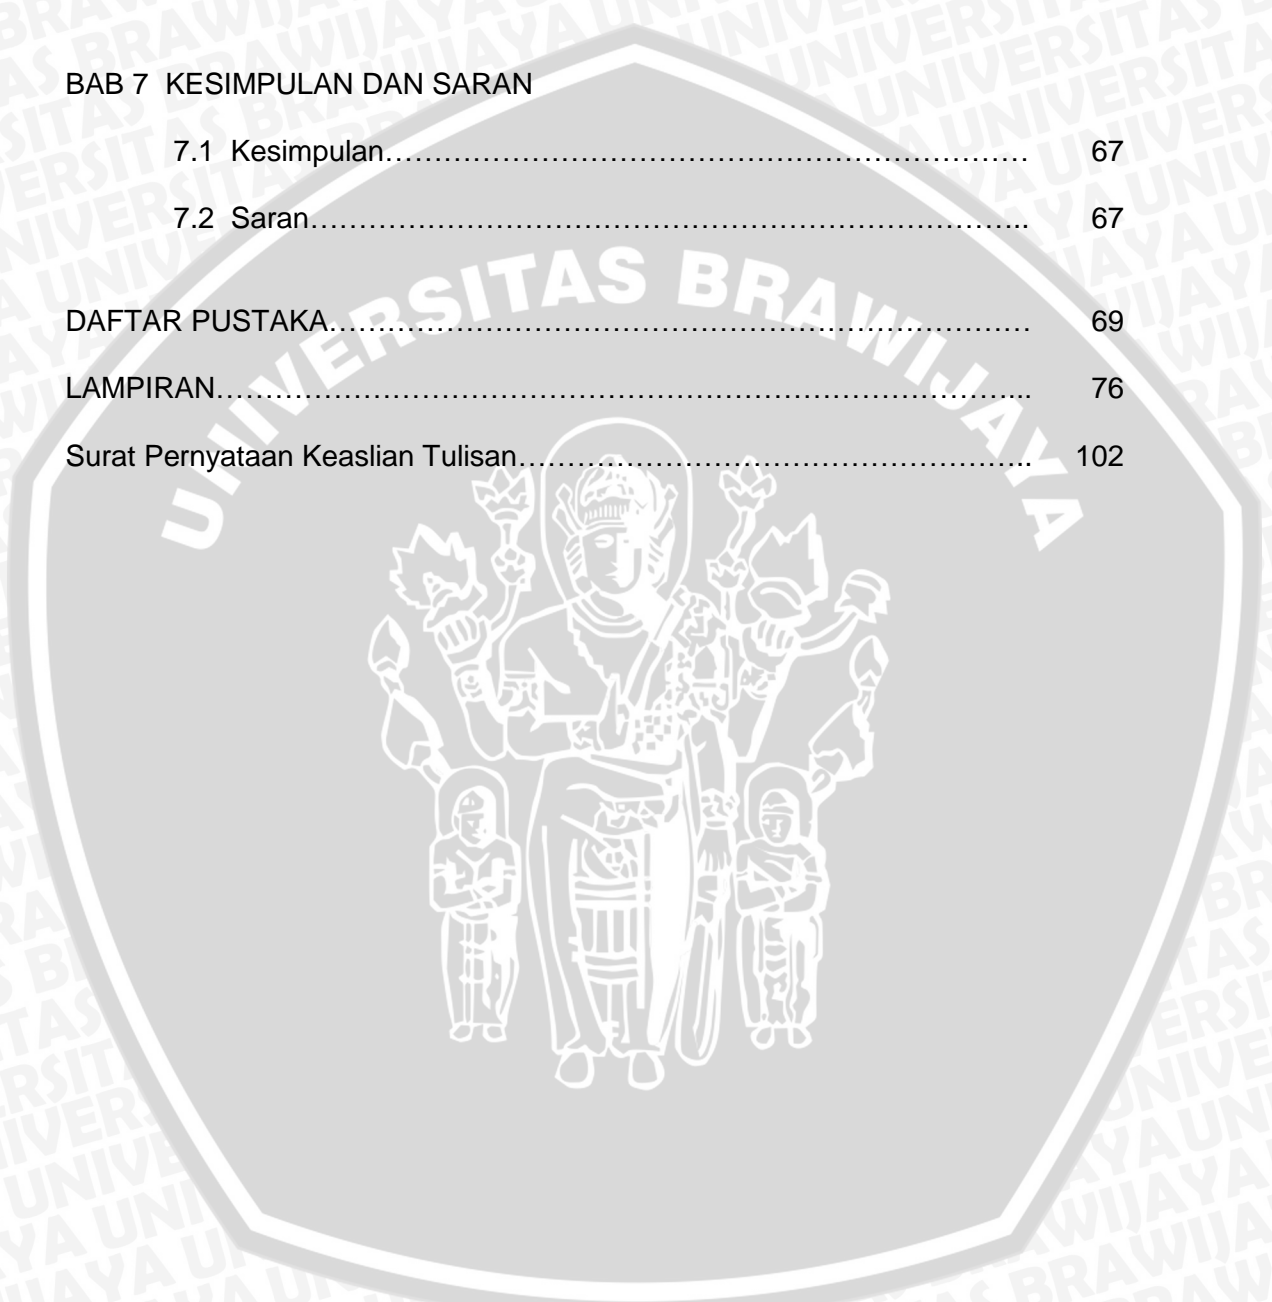 BAB 7 KESIMPULAN DAN SARAN
7.1 Kesimpulan………………………………………………………… 67
7.2 Saran………………………………………………………………... 67
UNIVERSITAS BRAWIJAYA
DAFTAR PUSTAKA……………………………………………………………… 69
LAMPIRAN………………………………………………………………………... 76
Surat Pernyataan Keaslian Tulisan…………………………………………….. 102